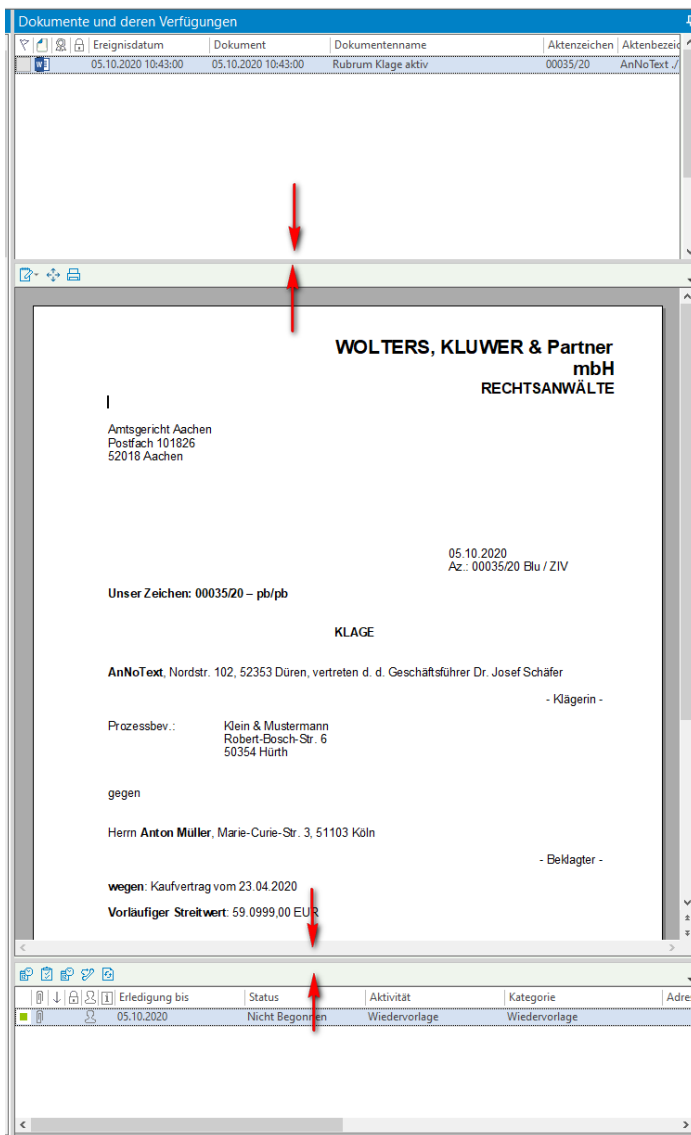 Dokumente und deren Verfügungen
Ereignisdatum Dokument Dokumentenname Aktenzeichen Aktenbezeic
05.10.2020 10:43:00 05.10.2020 10:43:00 Rubrum Klage aktiv 00035/20 AnNoText ./
WOLTERS, KLUWER & Partner
mbH
RECHTSANWÄLTE
Amtsgericht Aachen
Postfach 101826
52018 Aachen
05.10.2020
Az.: 00035/20 Blu / ZIV
Unser Zeichen: 00035/20 – pb/pb
KLAGE
AnNoText, Nordstr. 102, 52353 Düren, vertreten d. d. Geschäftsführer Dr. Josef Schäfer
- Klägerin -
Prozessbev.: Klein & Mustermann
Robert-Bosch-Str. 6
50354 Hürth
gegen
Herrn Anton Müller, Marie-Curie-Str. 3, 51103 Köln
- Beklagter -
wegen: Kaufvertrag vom 23.04.2020
Vorläufiger Streitwert: 59.0999,00 EUR
Erledigung bis Status Aktivität Kategorie Adres
05.10.2020 Nicht Begonnen Wiedervorlage Wiedervorlage